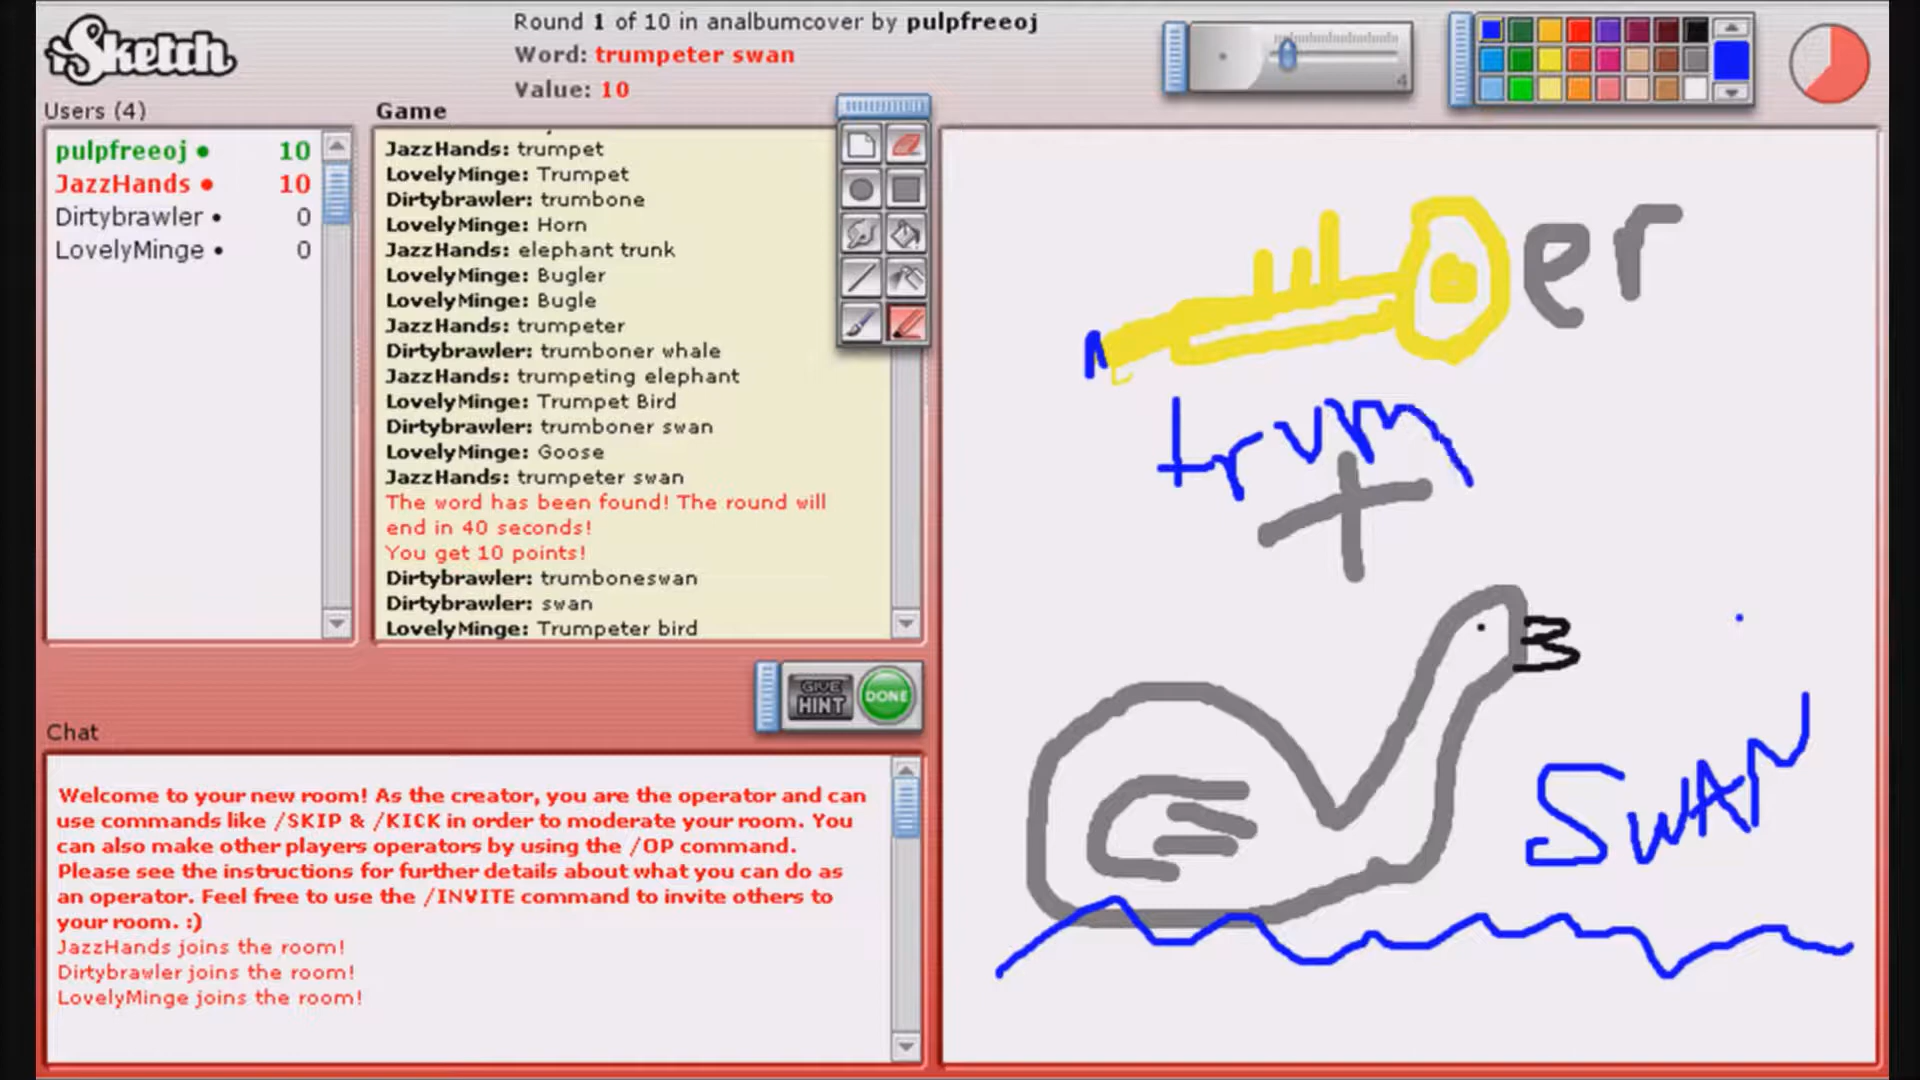 iSketch
Round 1 of 10 in analbumcover by pulpfreeoj
Word: trumpeter swan
Value: 10
4
Users (4)
pulpfreeoj • 10
JazzHands • 10
Dirtybrawler • 0
LovelyMinge • 0
Game
JazzHands: trumpet
LovelyMinge: Trumpet
Dirtybrawler: trumbone
LovelyMinge: Horn
JazzHands: elephant trunk
LovelyMinge: Bugler
LovelyMinge: Bugle
JazzHands: trumpeter
Dirtybrawler: trumboner whale
JazzHands: trumpeting elephant
LovelyMinge: Trumpet Bird
Dirtybrawler: trumboner swan
LovelyMinge: Goose
JazzHands: trumpeter swan
The word has been found! The round will
end in 40 seconds!
You get 10 points!
Dirtybrawler: trumboneswan
Dirtybrawler: swan
LovelyMinge: Trumpeter bird
GIVE
HINT
DONE
Chat
Welcome to your new room! As the creator, you are the operator and can
use commands like /SKIP & /KICK in order to moderate your room. You
can also make other players operators by using the /OP command.
Please see the instructions for further details about what you can do as
an operator. Feel free to use the /INVITE command to invite others to
your room. :)
JazzHands joins the room!
Dirtybrawler joins the room!
LovelyMinge joins the room!
er
trum
+
SWAN